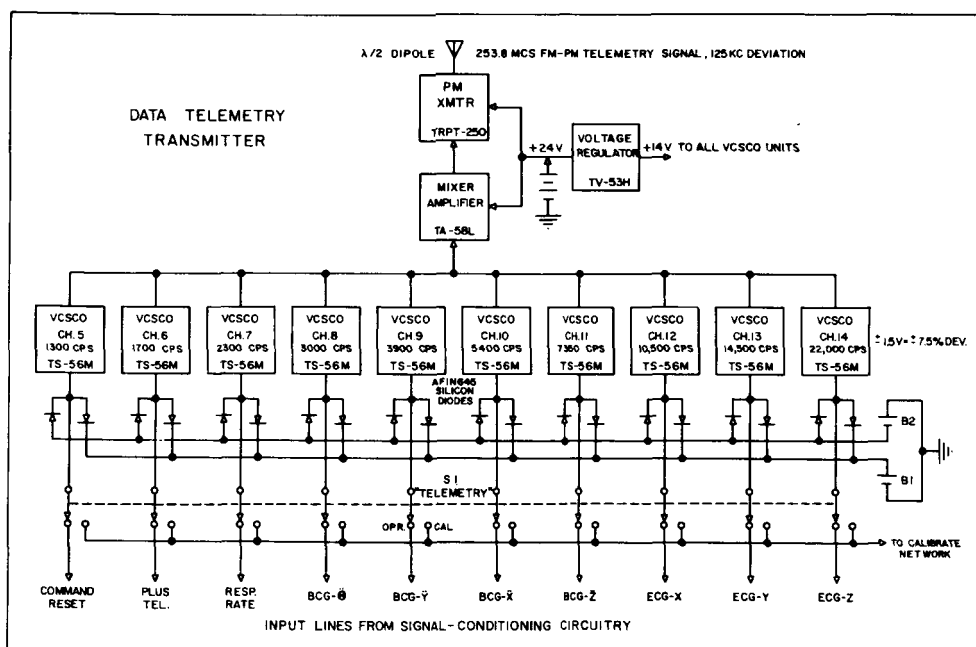 λ/2 DIPOLE
253.8 MCS FM-PM TELEMETRY SIGNAL, 125KC DEVIATION
DATA TELEMETRY
TRANSMITTER
PM
XMTR
TRPT-250
+24V
VOLTAGE
REGULATOR
TV-53H
+14V TO ALL VCSCO UNITS
MIXER
AMPLIFIER
TA-58L
VCSCO
CH.5
1300 CPS
TS-56M
VCSCO
CH.6
1700 CPS
TS-56M
VCSCO
CH.7
2300 CPS
TS-56M
VCSCO
CH.8
3000 CPS
TS-56M
VCSCO
CH.9
3900 CPS
TS-56M
VCSCO
CH.10
5400 CPS
TS-56M
VCSCO
CH.11
7350 CPS
TS-56M
VCSCO
CH.12
10,500 CPS
TS-56M
VCSCO
CH.13
14,500 CPS
TS-56M
VCSCO
CH.14
22,000 CPS
TS-56M
±1.5V=±7.5% DEV.
AFIN645
SILICON
DIODES
B2
B1
S1
"TELEMETRY"
OPR.
CAL
TO CALIBRATE
NETWORK
COMMAND
RESET
PLUS
TEL.
RESP.
RATE
BCG-Θ̈
BCG-Ÿ
BCG-Ẍ
BCG-Z̈
ECG-X
ECG-Y
ECG-Z
INPUT LINES FROM SIGNAL-CONDITIONING CIRCUITRY